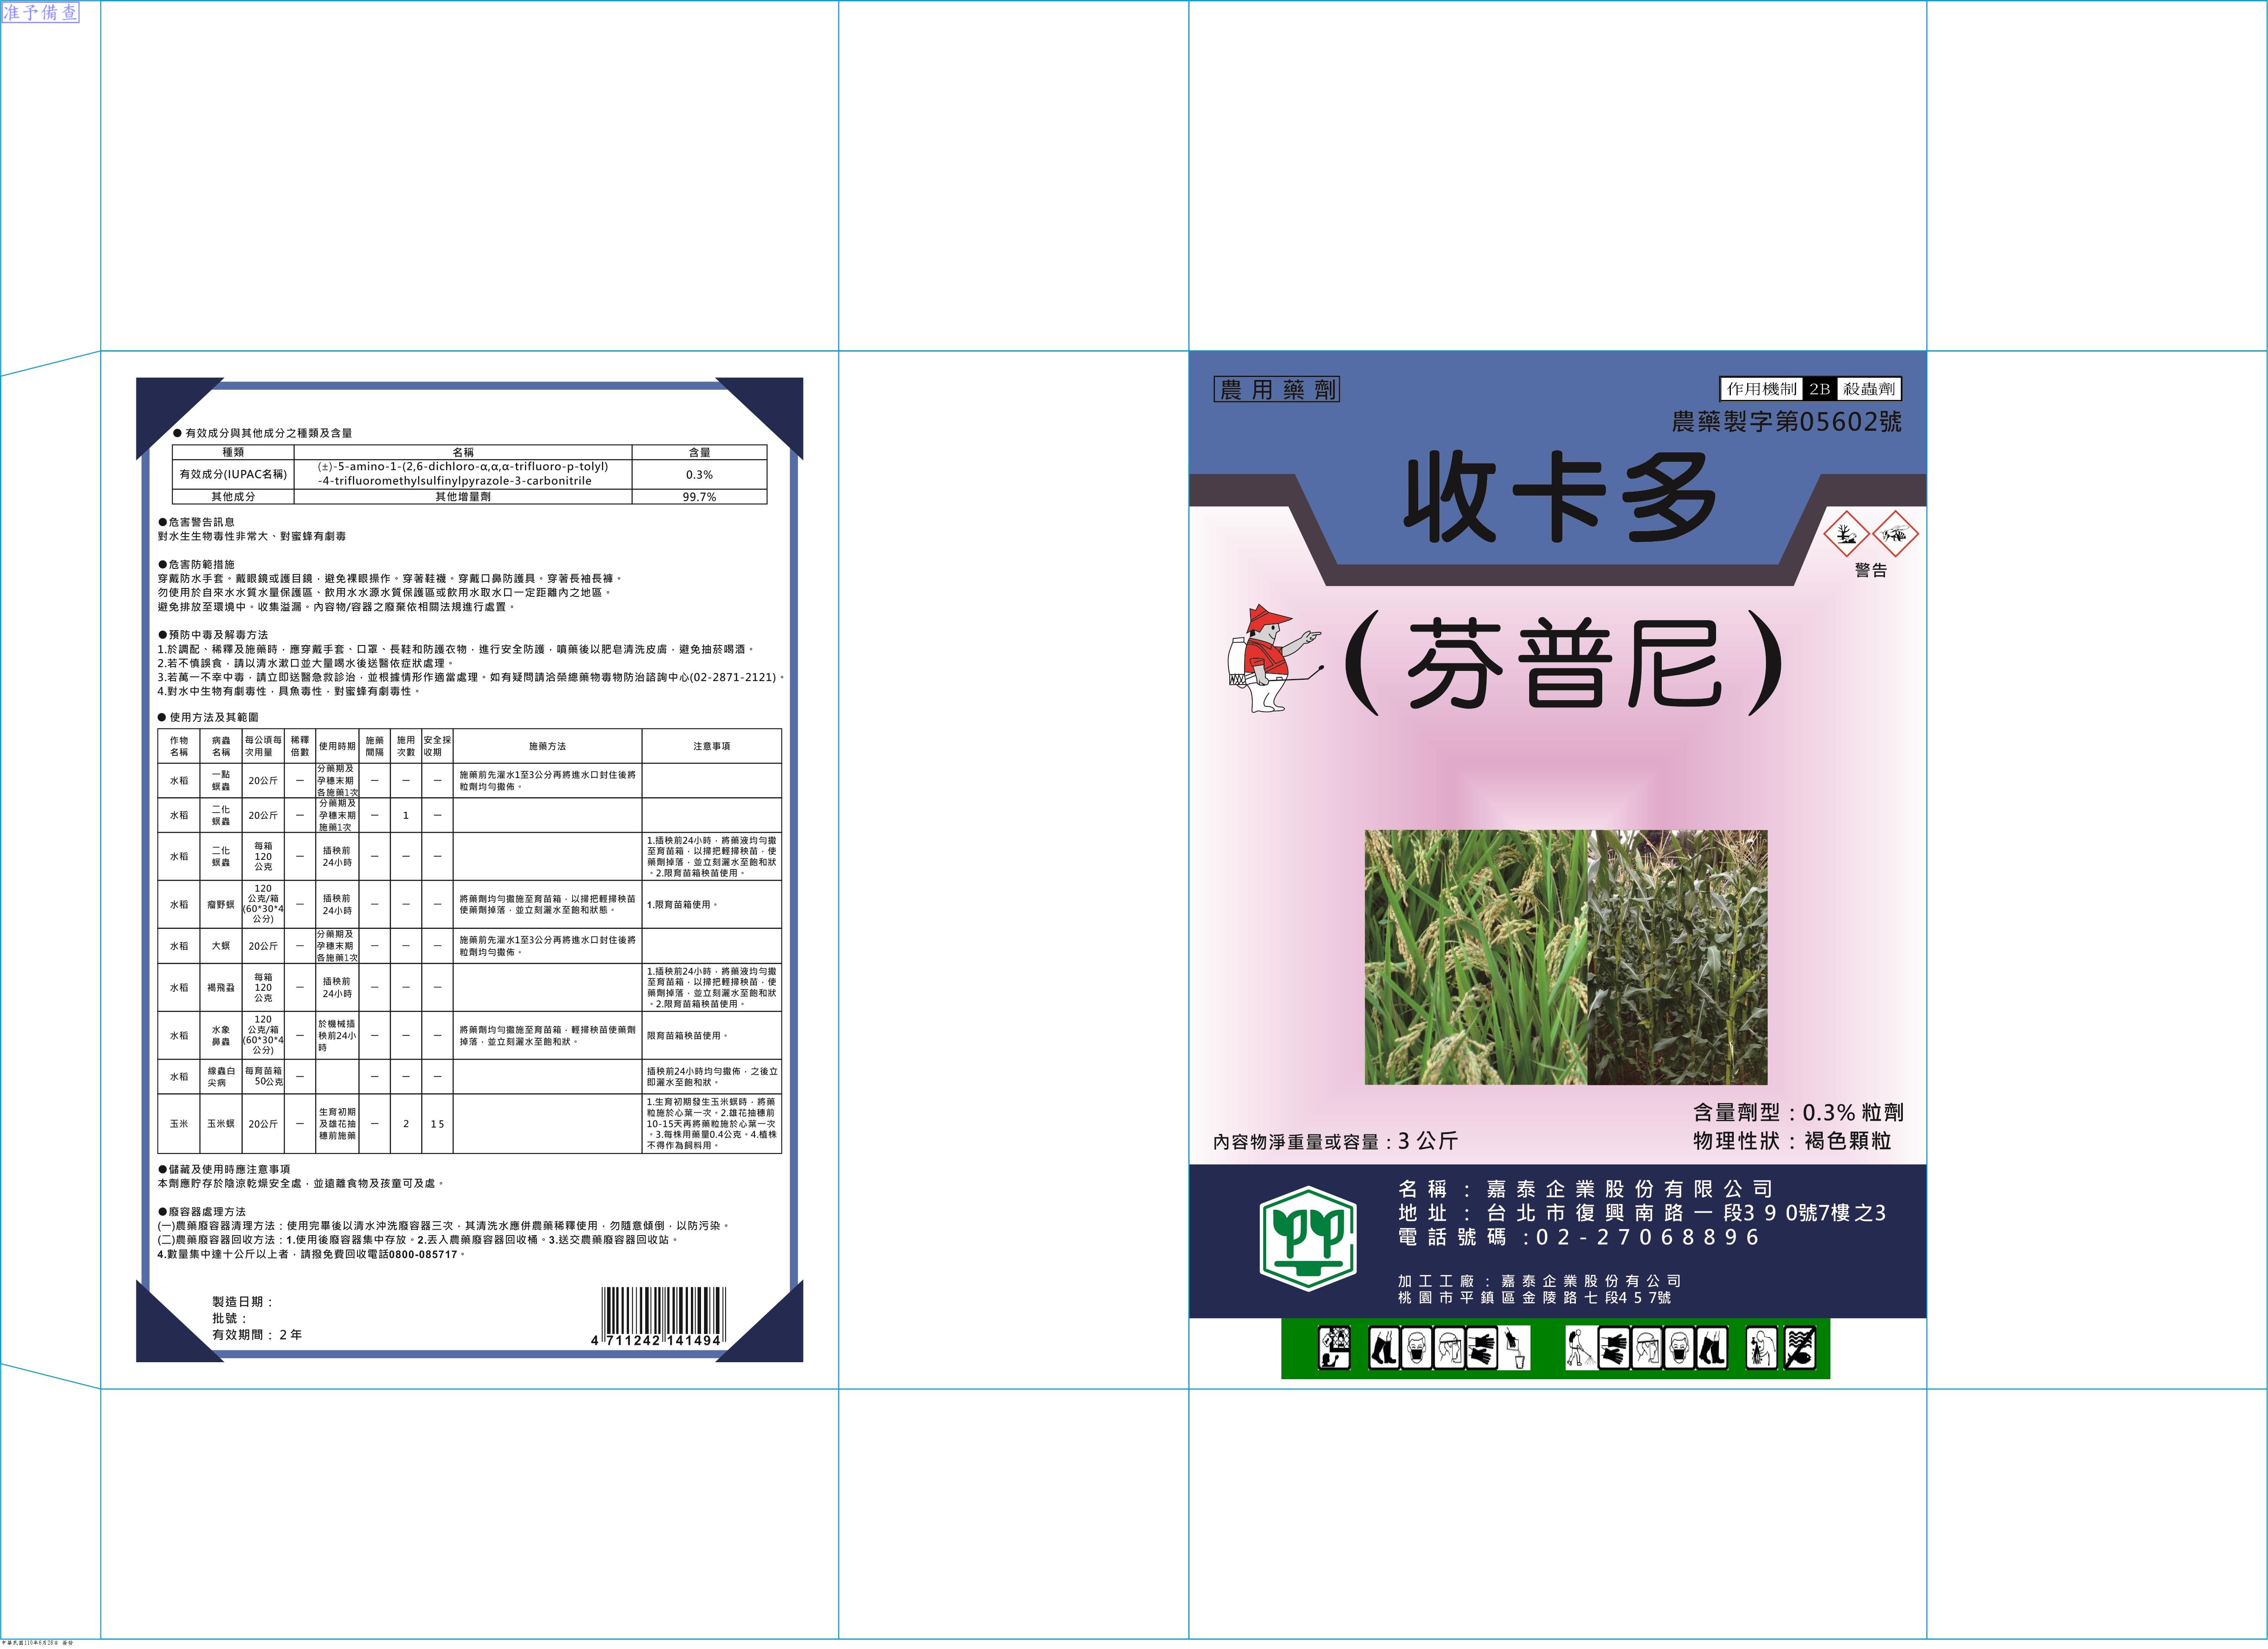 准予備查
● 有效成分與其他成分之種類及含量
種類 名稱 含量
有效成分(IUPAC名稱) (±)-5-amino-1-(2,6-dichloro-α,α,α-trifluoro-p-tolyl) 0.3%
-4-trifluoromethylsulfinylpyrazole-3-carbonitrile
其他成分 其他增量劑 99.7%
●危害警告訊息
對水生生物毒性非常大、對蜜蜂有劇毒
●危害防範措施
穿戴防水手套。戴眼鏡或護目鏡，避免裸眼操作。穿著鞋襪。穿戴口鼻防護具。穿著長袖長褲。
勿使用於自來水水質水量保護區、飲用水水源水質保護區或飲用水取水口一定距離內之地區。
避免排放至環境中。收集溢漏。內容物/容器之廢棄依相關法規進行處置。
●預防中毒及解毒方法
1.於調配、稀釋及施藥時，應穿戴手套、口罩、長鞋和防護衣物，進行安全防護，噴藥後以肥皂清洗皮膚，避免抽菸喝酒。
2.若不慎誤食，請以清水漱口並大量喝水後送醫依症狀處理。
3.若萬一不幸中毒，請立即送醫急救診治，並根據情形作適當處理。如有疑問請洽榮總藥物毒物防治諮詢中心(02-2871-2121)。
4.對水中生物有劇毒性，具魚毒性，對蜜蜂有劇毒性。
● 使用方法及其範圍
作物名稱 病蟲名稱 每公頃每次用量 稀釋倍數 使用時期 施藥間隔 施用次數 安全採收期 施藥方法 注意事項
水稻 一點螟蟲 20公斤 — 分蘗期及孕穗末期各施藥1次 — — — 施藥前先灌水1至3公分再將進水口封住後將粒劑均勻撒佈。
水稻 二化螟蟲 20公斤 — 分蘗期及孕穗末期施藥1次 — 1 —
水稻 二化螟蟲 每箱120公克 — 插秧前24小時 — — — 1.插秧前24小時，將藥液均勻撒至育苗箱，以掃把輕掃秧苗，使藥劑掉落，並立刻灑水至飽和狀。2.限育苗箱秧苗使用。
水稻 癭野螟 120公克/箱(60*30*4公分) — 插秧前24小時 — — — 將藥劑均勻撒施至育苗箱，以掃把輕掃秧苗使藥劑掉落，並立刻灑水至飽和狀態。 1.限育苗箱使用。
水稻 大螟 20公斤 — 分蘗期及孕穗末期各施藥1次 — — — 施藥前先灌水1至3公分再將進水口封住後將粒劑均勻撒佈。
水稻 褐飛蝨 每箱120公克 — 插秧前24小時 — — — 1.插秧前24小時，將藥液均勻撒至育苗箱，以掃把輕掃秧苗，使藥劑掉落，並立刻灑水至飽和狀。2.限育苗箱秧苗使用。
水稻 水象鼻蟲 120公克/箱(60*30*4公分) — 於機械插秧前24小時 — — — 將藥劑均勻撒施至育苗箱，輕掃秧苗使藥劑掉落，並立刻灑水至飽和狀。 限育苗箱秧苗使用。
水稻 線蟲白尖病 每育苗箱50公克 — — — — 插秧前24小時均勻撒佈，之後立即灑水至飽和狀。
玉米 玉米螟 20公斤 — 生育初期及雄花抽穗前施藥 — 2 15 1.生育初期發生玉米螟時，將藥粒施於心葉一次。2.雄花抽穗前10-15天再將藥粒施於心葉一次。3.每株用藥量0.4公克。4.植株不得作為飼料用。
●儲藏及使用時應注意事項
本劑應貯存於陰涼乾燥安全處，並遠離食物及孩童可及處。
●廢容器處理方法
(一)農藥廢容器清理方法：使用完畢後以清水沖洗廢容器三次，其清洗水應併農藥稀釋使用，勿隨意傾倒，以防污染。
(二)農藥廢容器回收方法：1.使用後廢容器集中存放。2.丟入農藥廢容器回收桶。3.送交農藥廢容器回收站。
4.數量集中達十公斤以上者，請撥免費回收電話0800-085717。
製造日期：
批號：
有效期間：2年
4 711242 141494
農用藥劑
作用機制 2B 殺蟲劑
農藥製字第05602號
收卡多
警告
（芬普尼）
含量劑型：0.3% 粒劑
內容物淨重量或容量：3 公斤
物理性狀：褐色顆粒
名稱：嘉泰企業股份有限公司
地址：台北市復興南路一段390號7樓之3
電話號碼:02-27068896
加工工廠：嘉泰企業股份有公司
桃園市平鎮區金陵路七段457號